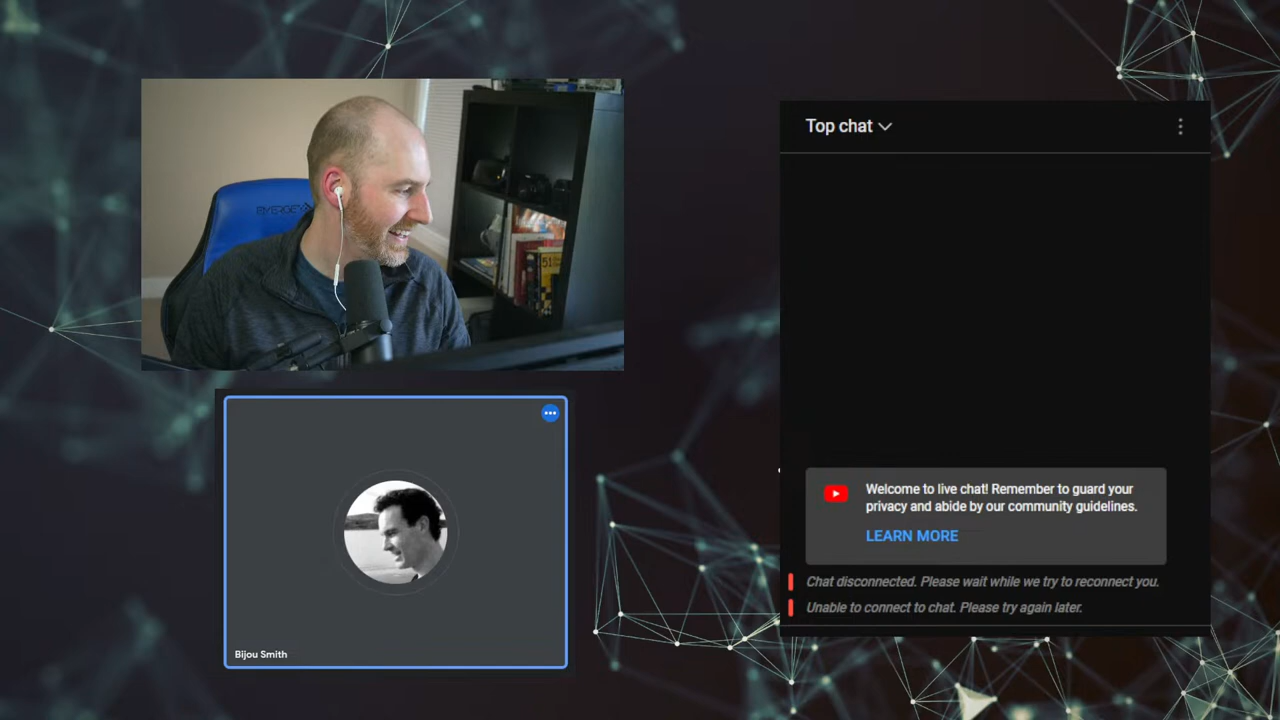 Top chat
EMERGE
51
Welcome to live chat! Remember to guard your
privacy and abide by our community guidelines.
LEARN MORE
Chat disconnected. Please wait while we try to reconnect you.
Unable to connect to chat. Please try again later.
Bijou Smith